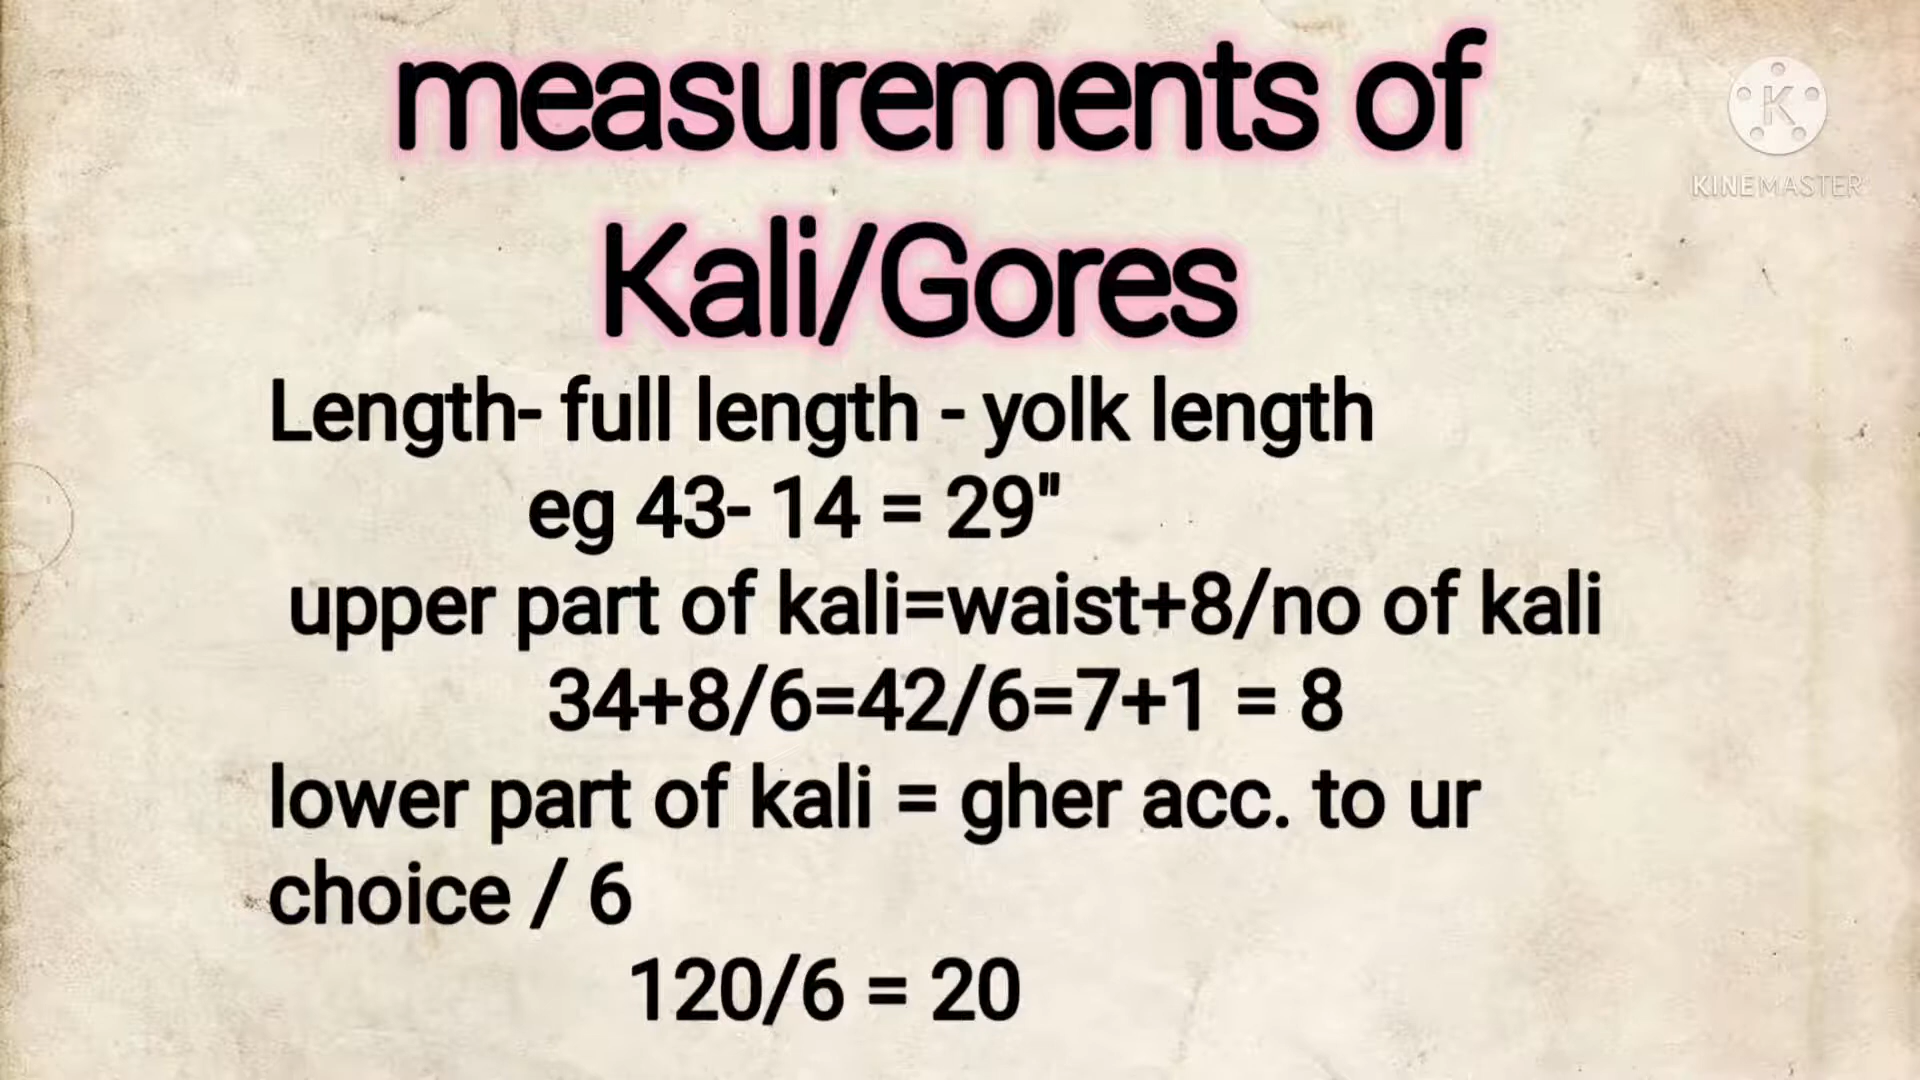 measurements of
Kali/Gores
Length- full length - yolk length
eg 43- 14 = 29"
upper part of kali=waist+8/no of kali
34+8/6=42/6=7+1 = 8
lower part of kali = gher acc. to ur
choice / 6
120/6 = 20
K
KINEMASTER